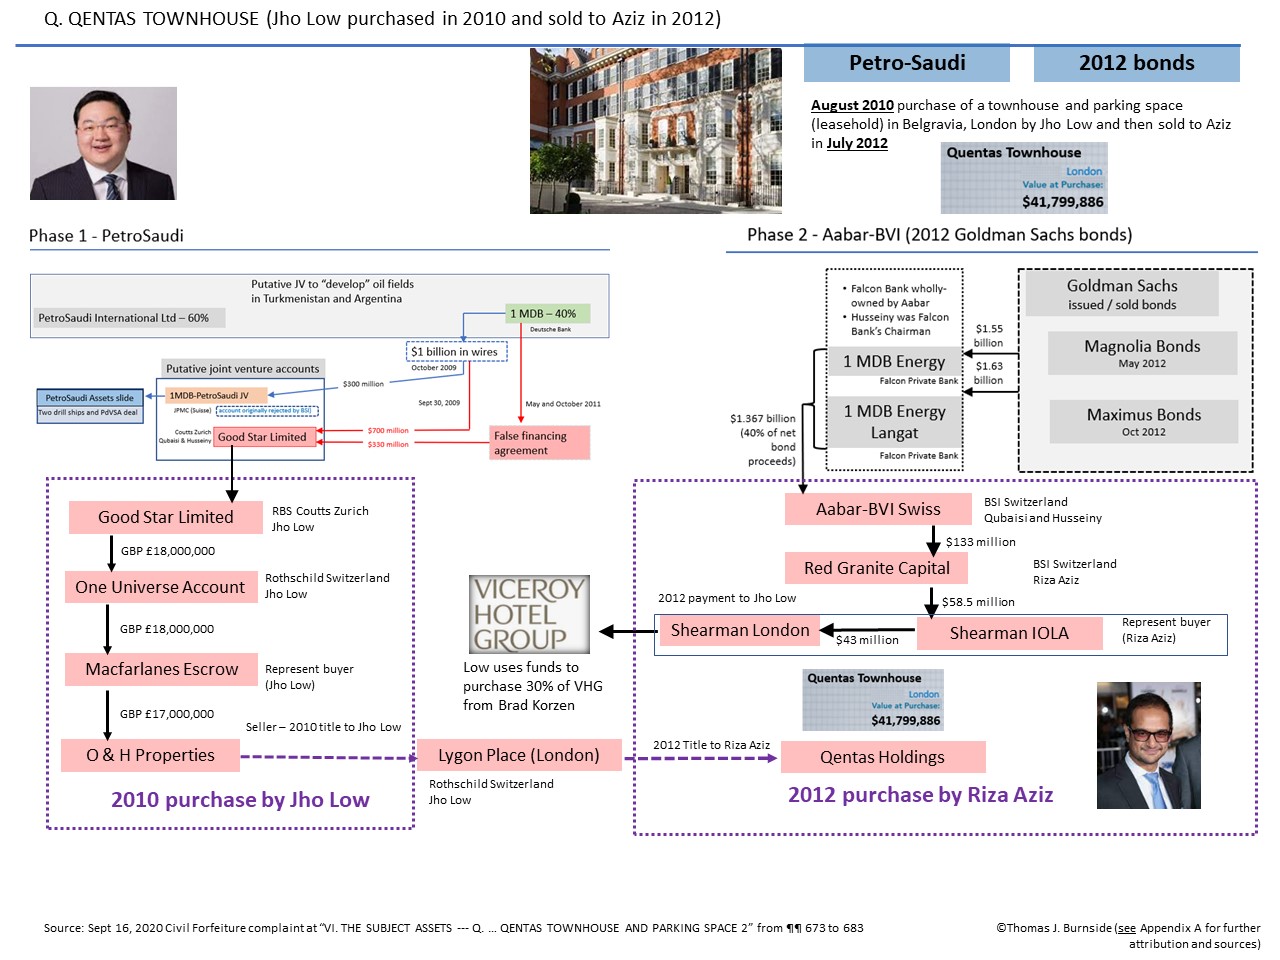 Q. QENTAS TOWNHOUSE (Jho Low purchased in 2010 and sold to Aziz in 2012)
Petro-Saudi
2012 bonds
August 2010 purchase of a townhouse and parking space
(leasehold) in Belgravia, London by Jho Low and then sold to Aziz
in July 2012
Quentas Townhouse
London
Value at Purchase:
$41,799,886
Phase 1 - PetroSaudi
Putative JV to “develop” oil fields
in Turkmenistan and Argentina
PetroSaudi International Ltd – 60%
1 MDB – 40%
Deutsche Bank
$1 billion in wires
October 2009
Putative joint venture accounts
$300 million
PetroSaudi Assets slide
Two drill ships and PdVSA deal
1MDB-PetroSaudi JV
JPMC (Suisse)
account originally rejected by BSI)
Sept 30, 2009
May and October 2011
Coutts Zurich
Qubaisi & Husseiny
Good Star Limited
$700 million
$330 million
False financing
agreement
Good Star Limited
RBS Coutts Zurich
Jho Low
GBP £18,000,000
One Universe Account
Rothschild Switzerland
Jho Low
GBP £18,000,000
Macfarlanes Escrow
Represent buyer
(Jho Low)
GBP £17,000,000
Seller – 2010 title to Jho Low
O & H Properties
2010 purchase by Jho Low
Lygon Place (London)
Rothschild Switzerland
Jho Low
VICEROY
HOTEL
GROUP
Low uses funds to
purchase 30% of VHG
from Brad Korzen
Phase 2 - Aabar-BVI (2012 Goldman Sachs bonds)
• Falcon Bank wholly-
owned by Aabar
• Husseiny was Falcon
Bank’s Chairman
1 MDB Energy
Falcon Private Bank
1 MDB Energy
Langat
Falcon Private Bank
$1.55
billion
$1.63
billion
Goldman Sachs
issued / sold bonds
Magnolia Bonds
May 2012
Maximus Bonds
Oct 2012
$1.367 billion
(40% of net
bond
proceeds)
Aabar-BVI Swiss
BSI Switzerland
Qubaisi and Husseiny
$133 million
Red Granite Capital
BSI Switzerland
Riza Aziz
$58.5 million
2012 payment to Jho Low
Shearman London
$43 million
Shearman IOLA
Represent buyer
(Riza Aziz)
Quentas Townhouse
London
Value at Purchase:
$41,799,886
2012 Title to Riza Aziz
Qentas Holdings
2012 purchase by Riza Aziz
Source: Sept 16, 2020 Civil Forfeiture complaint at “VI. THE SUBJECT ASSETS --- Q. ... QENTAS TOWNHOUSE AND PARKING SPACE 2” from ¶¶ 673 to 683
©Thomas J. Burnside (see Appendix A for further
attribution and sources)